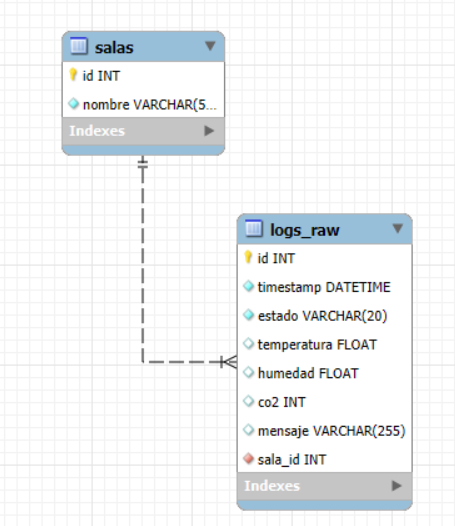 salas
id INT
nombre VARCHAR(5...
Indexes
logs_raw
id INT
timestamp DATETIME
estado VARCHAR(20)
temperatura FLOAT
humedad FLOAT
co2 INT
mensaje VARCHAR(255)
sala_id INT
Indexes